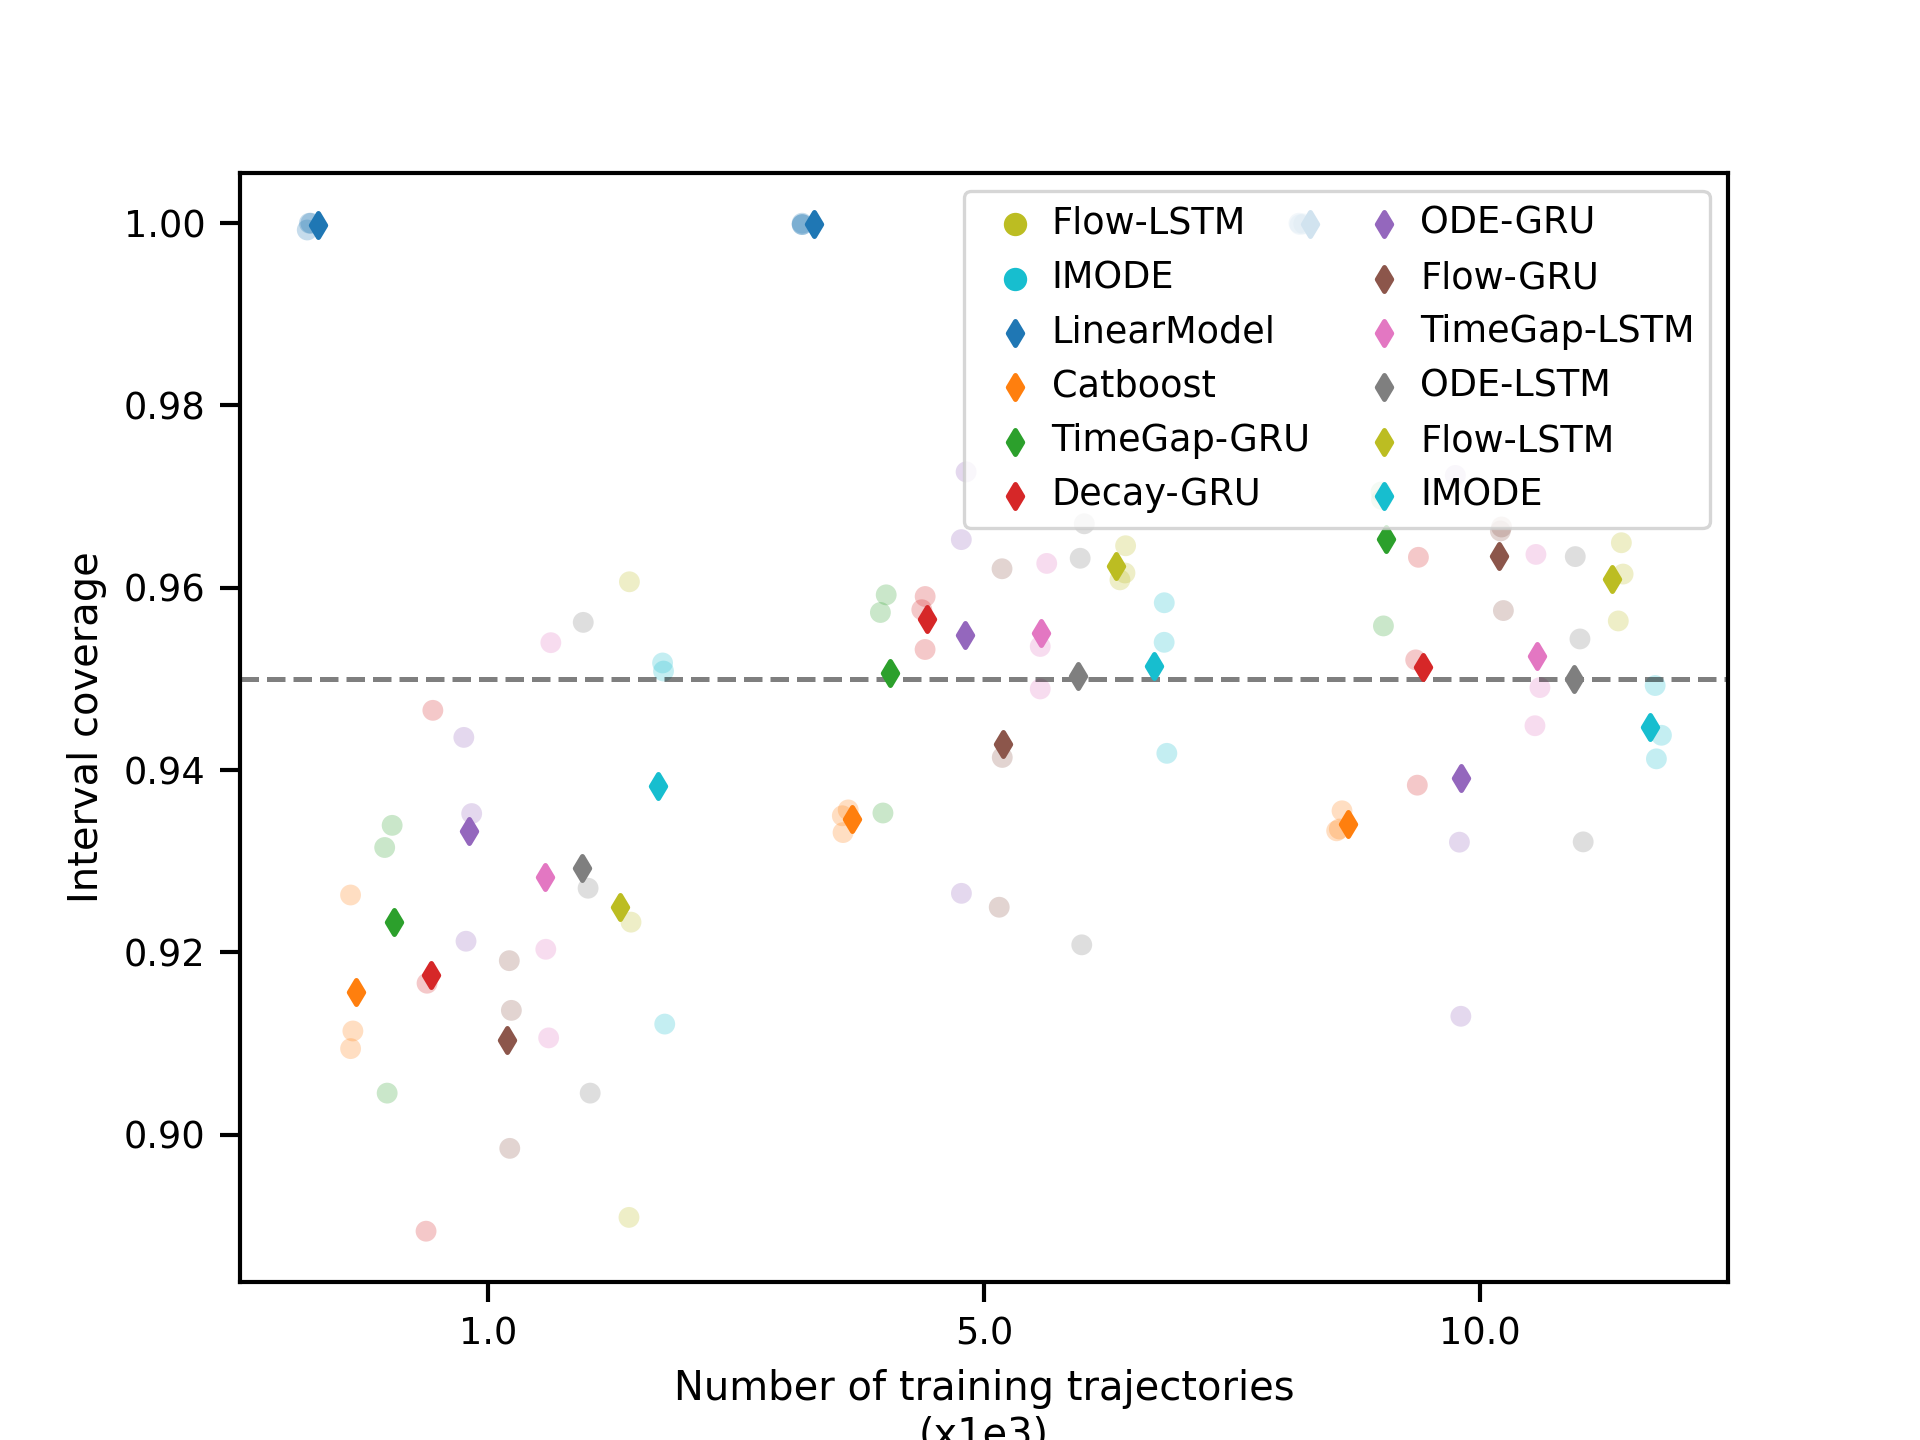 1.00
0.98
0.96
0.94
0.92
0.90
Interval coverage
Flow-LSTM
IMODE
LinearModel
Catboost
TimeGap-GRU
Decay-GRU
ODE-GRU
Flow-GRU
TimeGap-LSTM
ODE-LSTM
Flow-LSTM
IMODE
1.0 5.0 10.0
Number of training trajectories
(x1e3)